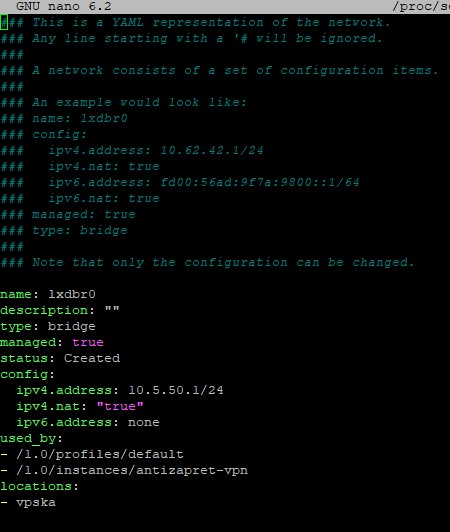 GNU nano 6.2 /proc/se
### This is a YAML representation of the network.
### Any line starting with a '# will be ignored.
###
### A network consists of a set of configuration items.
###
### An example would look like:
### name: lxdbr0
### config:
###   ipv4.address: 10.62.42.1/24
###   ipv4.nat: true
###   ipv6.address: fd00:56ad:9f7a:9800::1/64
###   ipv6.nat: true
### managed: true
### type: bridge
###
### Note that only the configuration can be changed.
name: lxdbr0
description: ""
type: bridge
managed: true
status: Created
config:
  ipv4.address: 10.5.50.1/24
  ipv4.nat: "true"
  ipv6.address: none
used_by:
- /1.0/profiles/default
- /1.0/instances/antizapret-vpn
locations:
- vpska